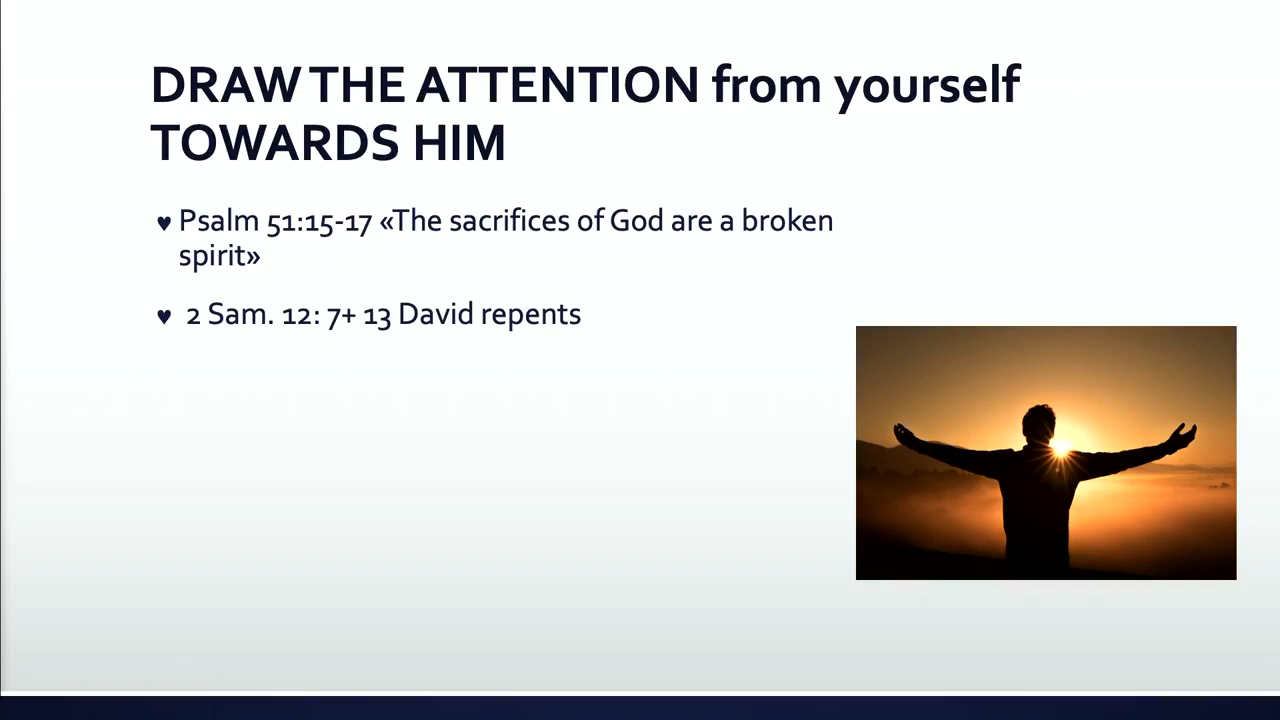 DRAW THE ATTENTION from yourself
TOWARDS HIM
♥ Psalm 51:15-17 «The sacrifices of God are a broken
spirit»
♥ 2 Sam. 12: 7+ 13 David repents